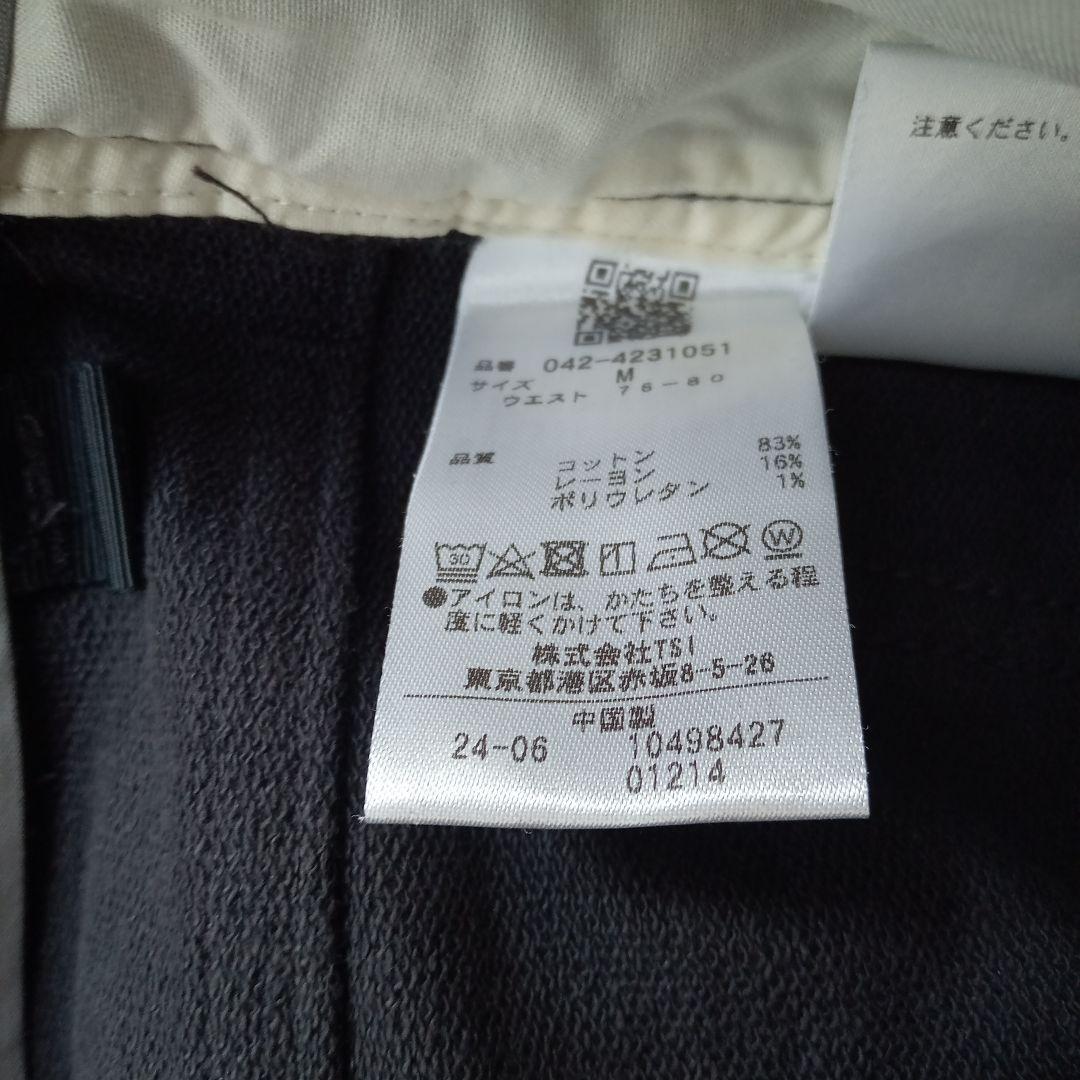 注意ください。
品番 042-4231051
サイズ M
ウエスト 76-80
品質 コットン 83%
レーヨン 16%
ポリウレタン 1%
30
W
●アイロンは、かたちを整える程
度に軽くかけて下さい。
株式会社TSI
東京都港区赤坂8-5-26
中国製
24-06 10498427
01214